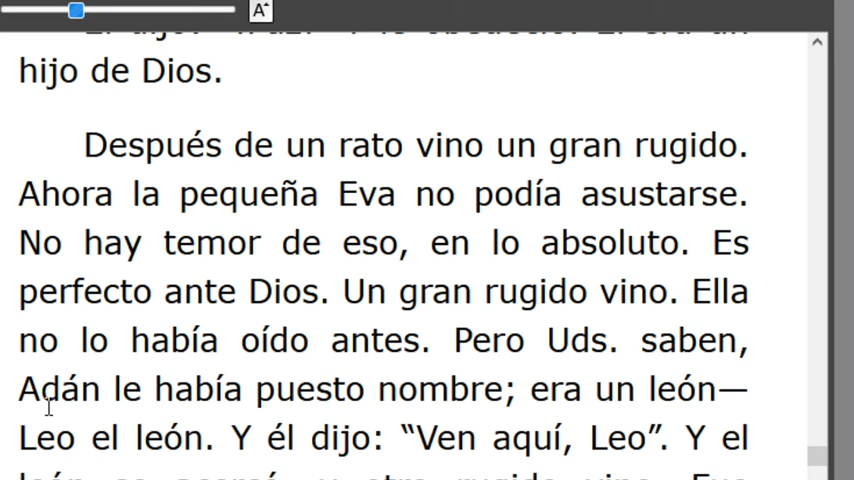 A
hijo de Dios.
Después de un rato vino un gran rugido.
Ahora la pequeña Eva no podía asustarse.
No hay temor de eso, en lo absoluto. Es
perfecto ante Dios. Un gran rugido vino. Ella
no lo había oído antes. Pero Uds. saben,
Adán le había puesto nombre; era un león—
Leo el león. Y él dijo: “Ven aquí, Leo”. Y el